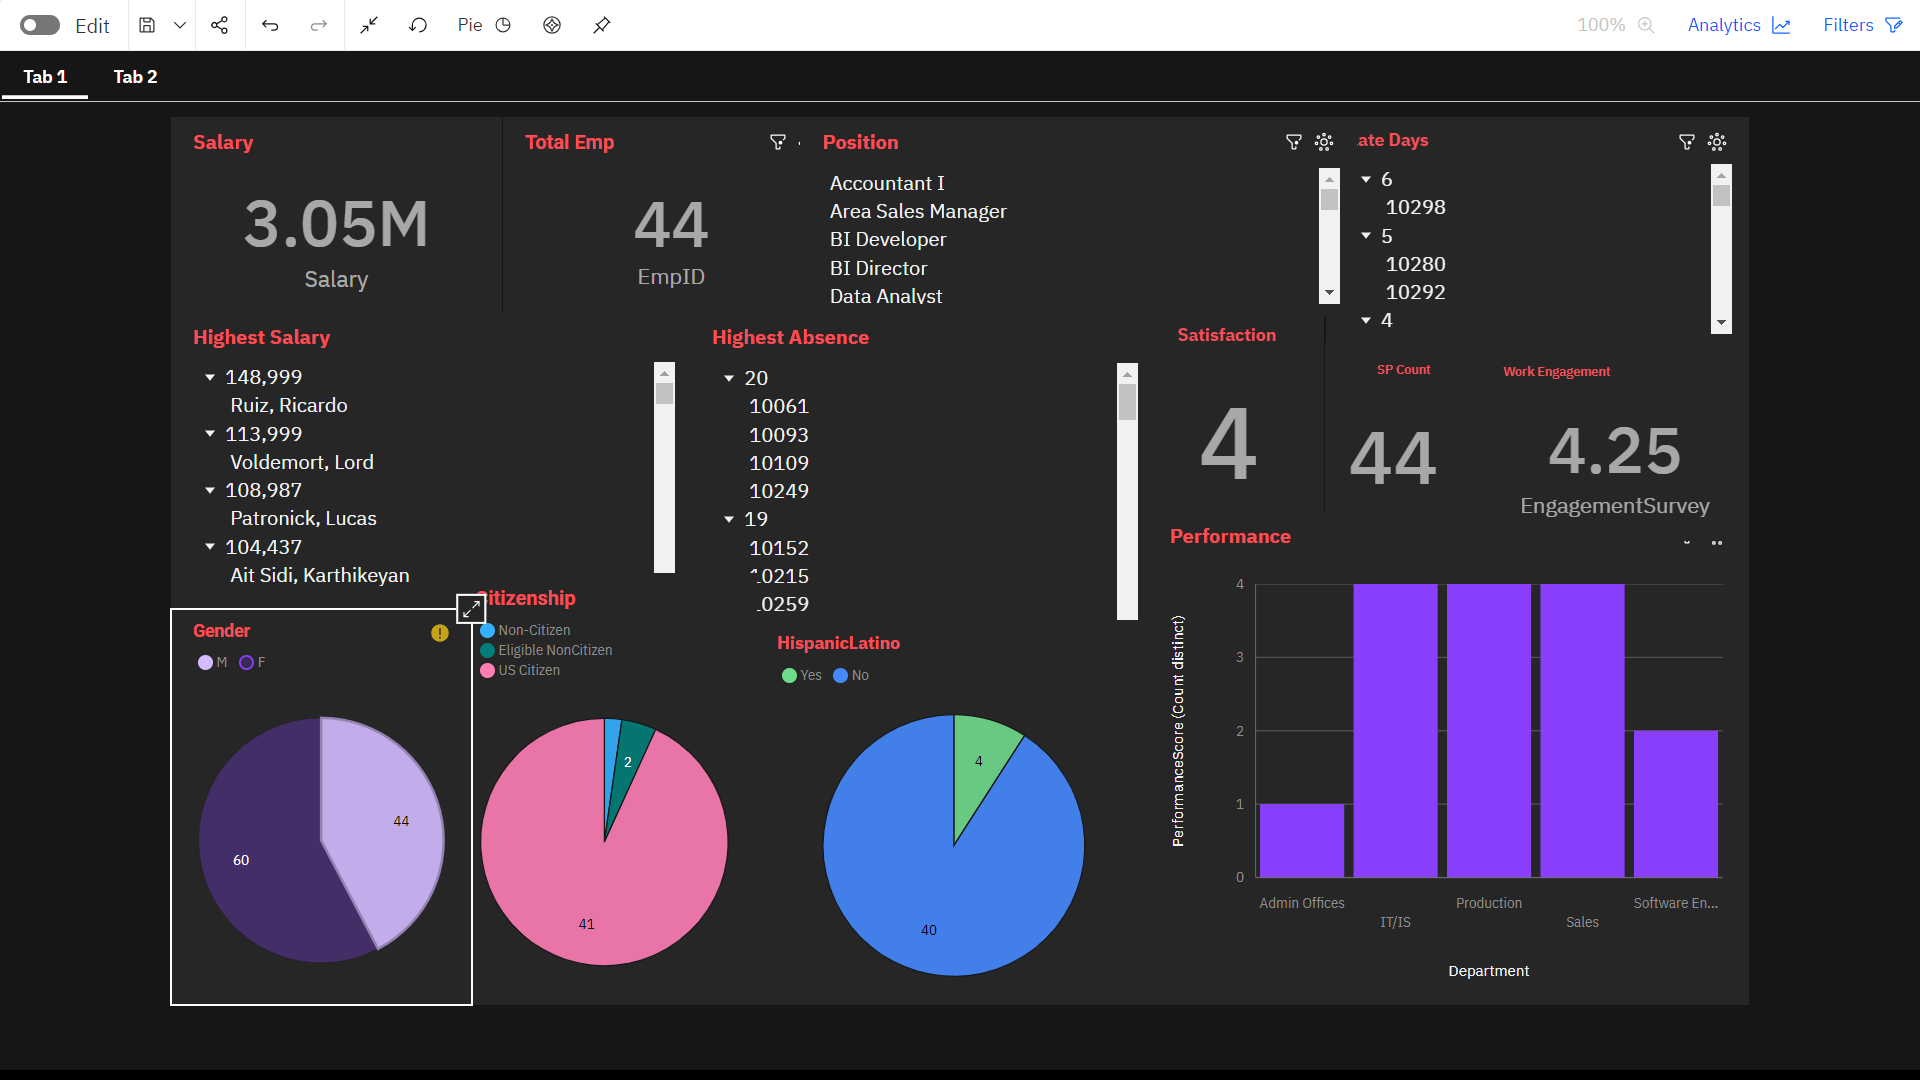 Edit
Pie
100%
Analytics
Filters
Tab 1
Tab 2
Salary
3.05M
Salary
Total Emp
44
EmpID
Position
Accountant I
Area Sales Manager
BI Developer
BI Director
Data Analyst
ate Days
6
10298
5
10280
10292
4
Highest Salary
148,999
Ruiz, Ricardo
113,999
Voldemort, Lord
108,987
Patronick, Lucas
104,437
Ait Sidi, Karthikeyan
Highest Absence
20
10061
10093
10109
10249
19
10152
10215
10259
Satisfaction
4
SP Count
44
Work Engagement
4.25
EngagementSurvey
Gender
M F
44
60
Citizenship
Non-Citizen
Eligible NonCitizen
US Citizen
2
41
HispanicLatino
Yes No
4
40
Performance
PerformanceScore (Count distinct)
4
3
2
1
0
Admin Offices
IT/IS
Production
Sales
Software En...
Department